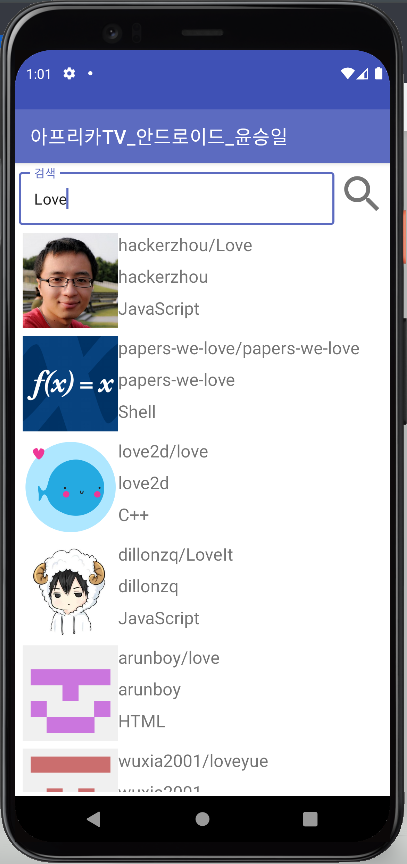 1:01
아프리카TV_안드로이드_윤승일
검색
Love
hackerzhou/Love
hackerzhou
JavaScript
f(x) = x
papers-we-love/papers-we-love
papers-we-love
Shell
love2d/love
love2d
C++
dillonzq/LoveIt
dillonzq
JavaScript
arunboy/love
arunboy
HTML
wuxia2001/loveyue
wuxia2001